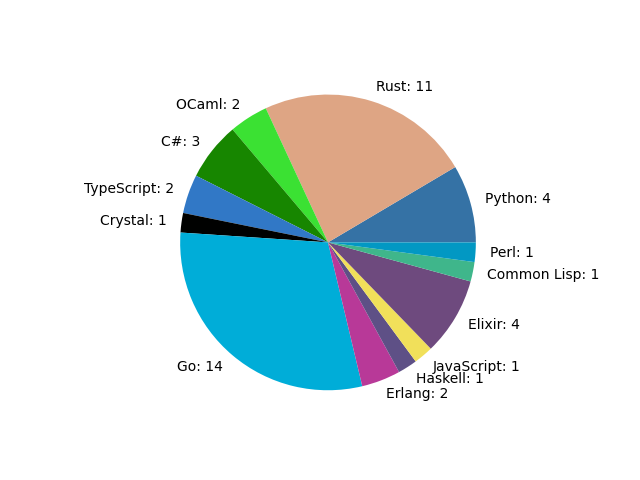 Rust: 11
OCaml: 2
C#: 3
TypeScript: 2
Python: 4
Crystal: 1
Perl: 1
Common Lisp: 1
Elixir: 4
Go: 14
JavaScript: 1
Haskell: 1
Erlang: 2